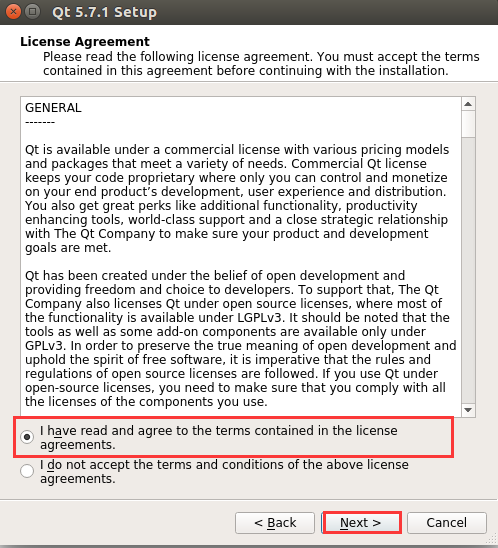 Qt 5.7.1 Setup
License Agreement
Please read the following license agreement. You must accept the terms
contained in this agreement before continuing with the installation.
GENERAL
-------
Qt is available under a commercial license with various pricing models
and packages that meet a variety of needs. Commercial Qt license
keeps your code proprietary where only you can control and monetize
on your end product’s development, user experience and distribution.
You also get great perks like additional functionality, productivity
enhancing tools, world-class support and a close strategic relationship
with The Qt Company to make sure your product and development
goals are met.
Qt has been created under the belief of open development and
providing freedom and choice to developers. To support that, The Qt
Company also licenses Qt under open source licenses, where most of
the functionality is available under LGPLv3. It should be noted that the
tools as well as some add-on components are available only under
GPLv3. In order to preserve the true meaning of open development and
uphold the spirit of free software, it is imperative that the rules and
regulations of open source licenses are followed. If you use Qt under
open-source licenses, you need to make sure that you comply with all
the licenses of the components you use.
I have read and agree to the terms contained in the license
agreements.
I do not accept the terms and conditions of the above license
agreements.
< Back
Next >
Cancel